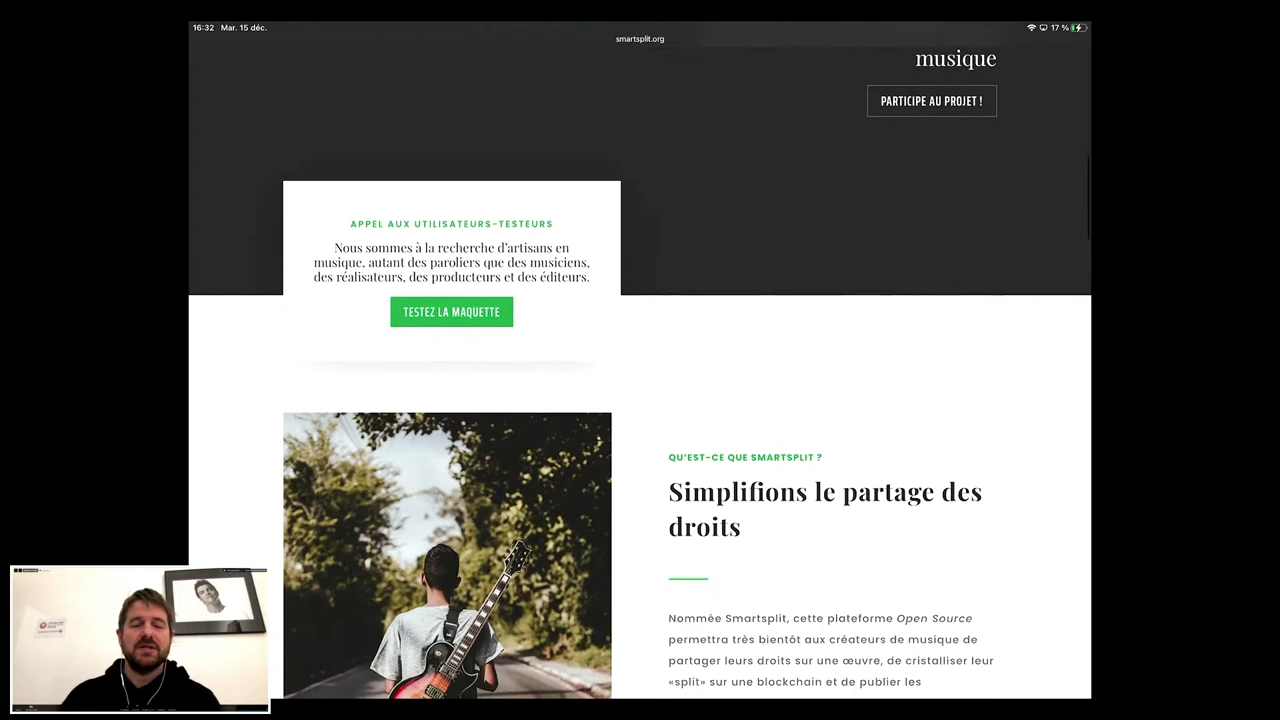 16:32 Mar. 15 déc.
17 %
smartsplit.org
musique
PARTICIPE AU PROJET !
APPEL AUX UTILISATEURS-TESTEURS
Nous sommes à la recherche d'artisans en
musique, autant des paroliers que des musiciens,
des réalisateurs, des producteurs et des éditeurs.
TESTEZ LA MAQUETTE
QU'EST-CE QUE SMARTSPLIT ?
Simplifions le partage des
droits
Nommée Smartsplit, cette plateforme Open Source
permettra très bientôt aux créateurs de musique de
partager leurs droits sur une œuvre, de cristalliser leur
«split» sur une blockchain et de publier les